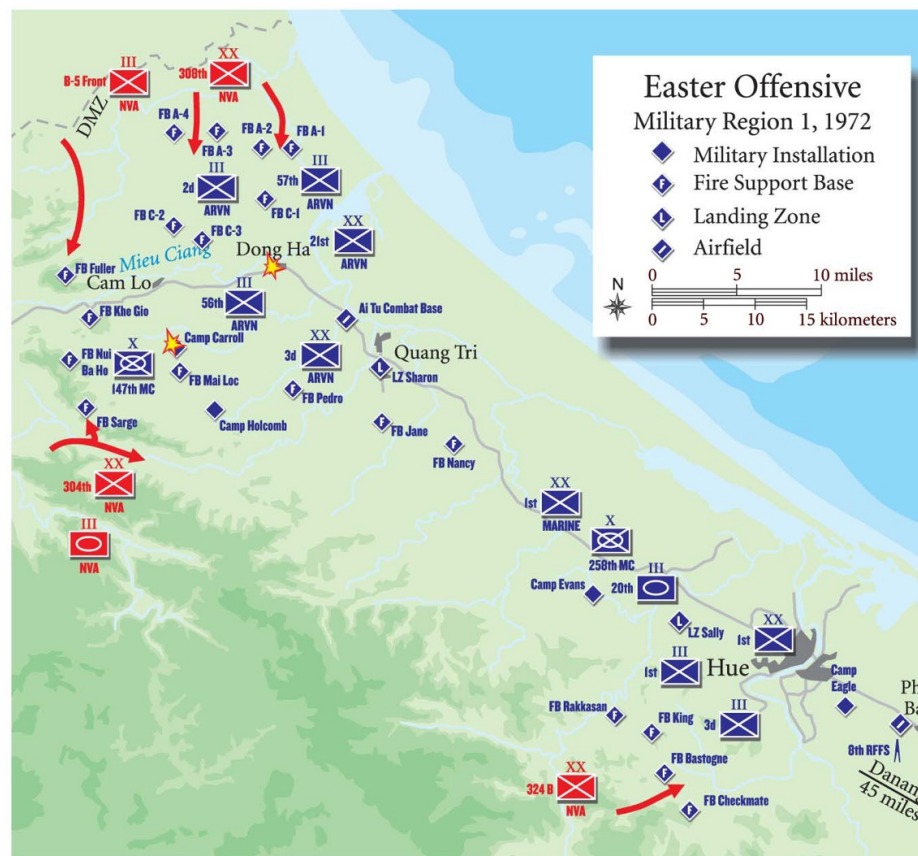 Easter Offensive
Military Region 1, 1972
Military Installation
Fire Support Base
Landing Zone
Airfield
N
0 5 10 miles
0 5 10 15 kilometers
III
B-5 Front
NVA
XX
308th
NVA
DMZ
FB A-4
FB A-3
FB A-2
FB A-1
III
2d
ARVN
III
57th
ARVN
FB C-1
FB C-2
FB C-3
XX
21st
ARVN
Dong Ha
Mieu Ciang
FB Fuller
Cam Lo
III
56th
ARVN
FB Khe Gio
Ai Tu Combat Base
Camp Carroll
FB Nui
Ba Ho
X
147th MC
FB Mai Loc
XX
3d
ARVN
Quang Tri
LZ Sharon
FB Pedro
FB Sarge
Camp Holcomb
FB Jane
FB Nancy
XX
304th
NVA
III
NVA
XX
1st
MARINE
X
258th MC
Camp Evans
III
20th
LZ Sally
XX
1st
III
1st
Hue
Camp
Eagle
Ph
Ba
FB Rakkasan
FB King
III
3d
8th RFFS
FB Bastogne
XX
324 B
NVA
FB Checkmate
Danang
45 miles